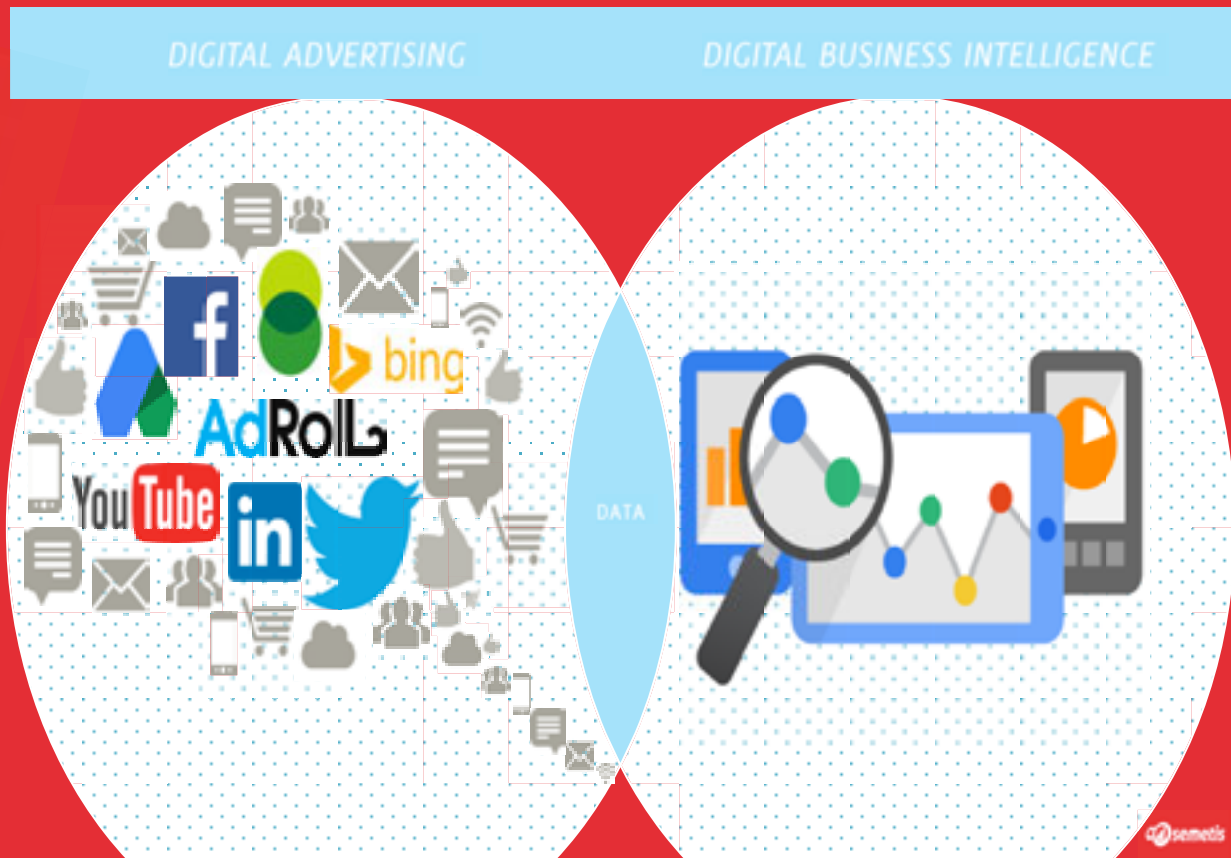 DIGITAL ADVERTISING
DIGITAL BUSINESS INTELLIGENCE
f
bing
AdRoll
YouTube
in
DATA
semetis